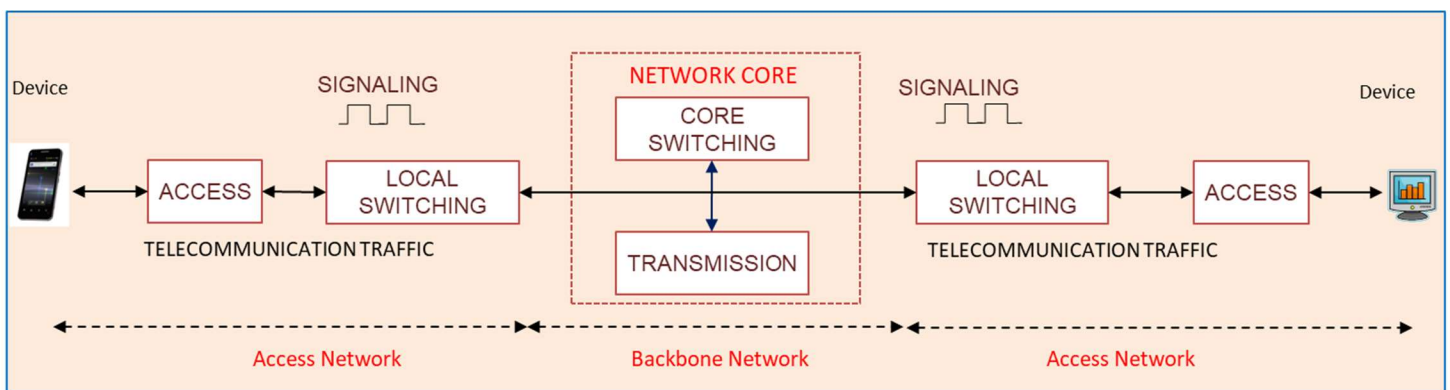 Device
SIGNALING
NETWORK CORE
CORE
SWITCHING
SIGNALING
Device
ACCESS
LOCAL
SWITCHING
LOCAL
SWITCHING
ACCESS
TELECOMMUNICATION TRAFFIC
TRANSMISSION
TELECOMMUNICATION TRAFFIC
Access Network
Backbone Network
Access Network